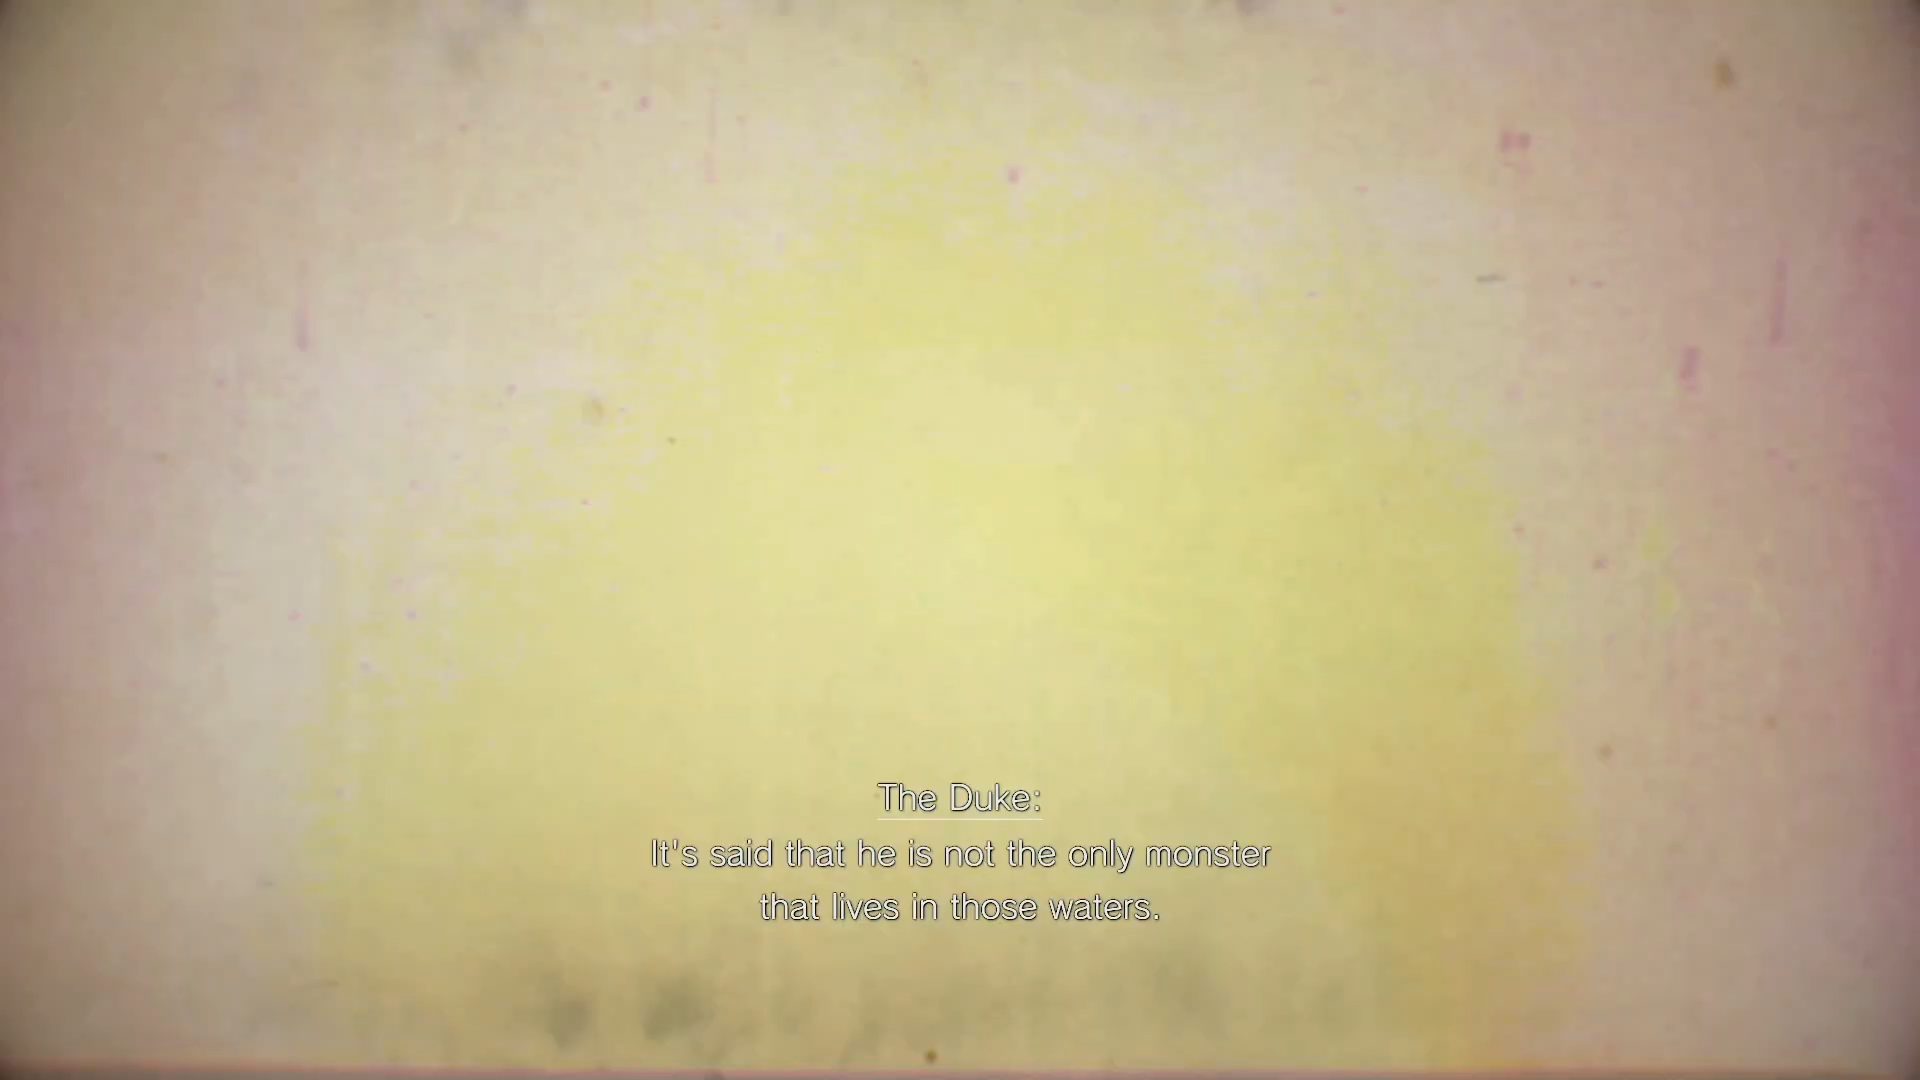 The Duke:
It's said that he is not the only monster
that lives in those waters.